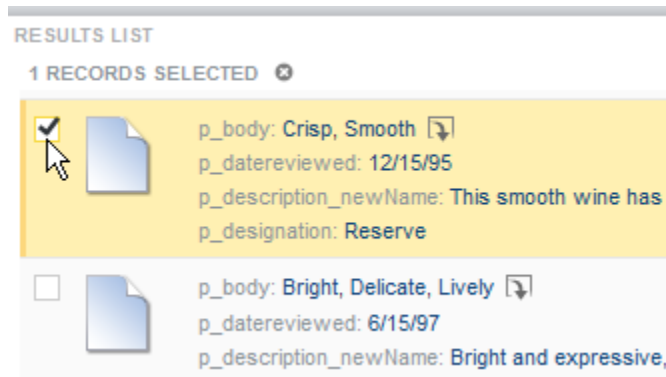 RESULTS LIST
1 RECORDS SELECTED
p_body: Crisp, Smooth
p_datereviewed: 12/15/95
p_description_newName: This smooth wine has
p_designation: Reserve
p_body: Bright, Delicate, Lively
p_datereviewed: 6/15/97
p_description_newName: Bright and expressive,